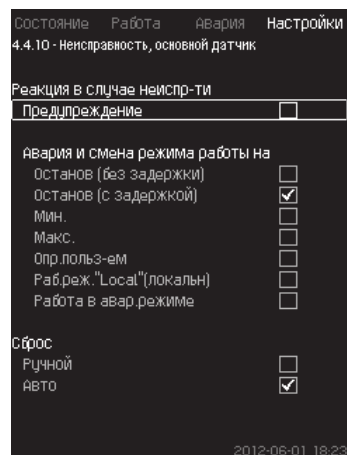 Состояние Работа Авария Настройки
4.4.10 - Неисправность, основной датчик
Реакция в случае неиспр-ти
Предупреждение
Авария и смена режима работы на
Останов (без задержки)
Останов (с задержкой)
Мин.
Макс.
Опр.польз-ем
Раб.реж."Local"(локальн)
Работа в авар.режиме
Сброс
Ручной
Авто
2012-06-01 18:23